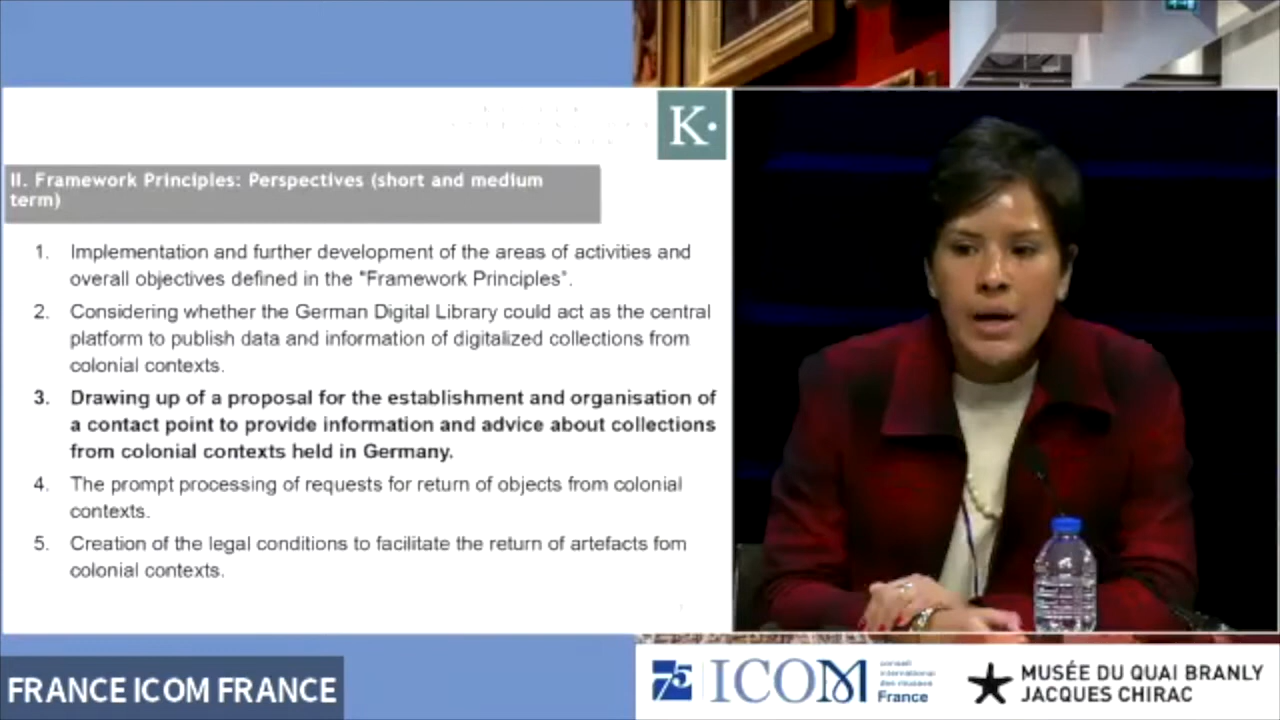 K.
II. Framework Principles: Perspectives (short and medium
term)
1. Implementation and further development of the areas of activities and
overall objectives defined in the "Framework Principles".
2. Considering whether the German Digital Library could act as the central
platform to publish data and information of digitalized collections from
colonial contexts.
3. Drawing up of a proposal for the establishment and organisation of
a contact point to provide information and advice about collections
from colonial contexts held in Germany.
4. The prompt processing of requests for return of objects from colonial
contexts.
5. Creation of the legal conditions to facilitate the return of artefacts fom
colonial contexts.
FRANCE ICOM FRANCE
75 ICOM
conseil
international
des musées
France
MUSÉE DU QUAI BRANLY
JACQUES CHIRAC